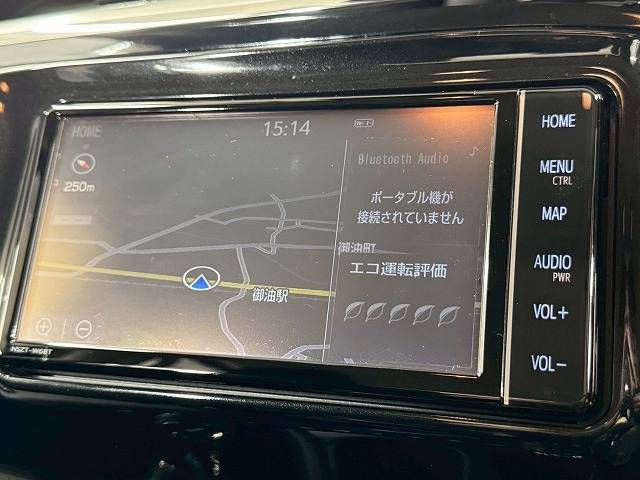 HOME
15:14
Wi-Fi
250m
Bluetooth Audio
ポータブル機が
接続されていません
御油町
エコ運転評価
御油駅
NSZT-W68T
HOME
MENU
CTRL
MAP
AUDIO
PWR
VOL+
VOL-